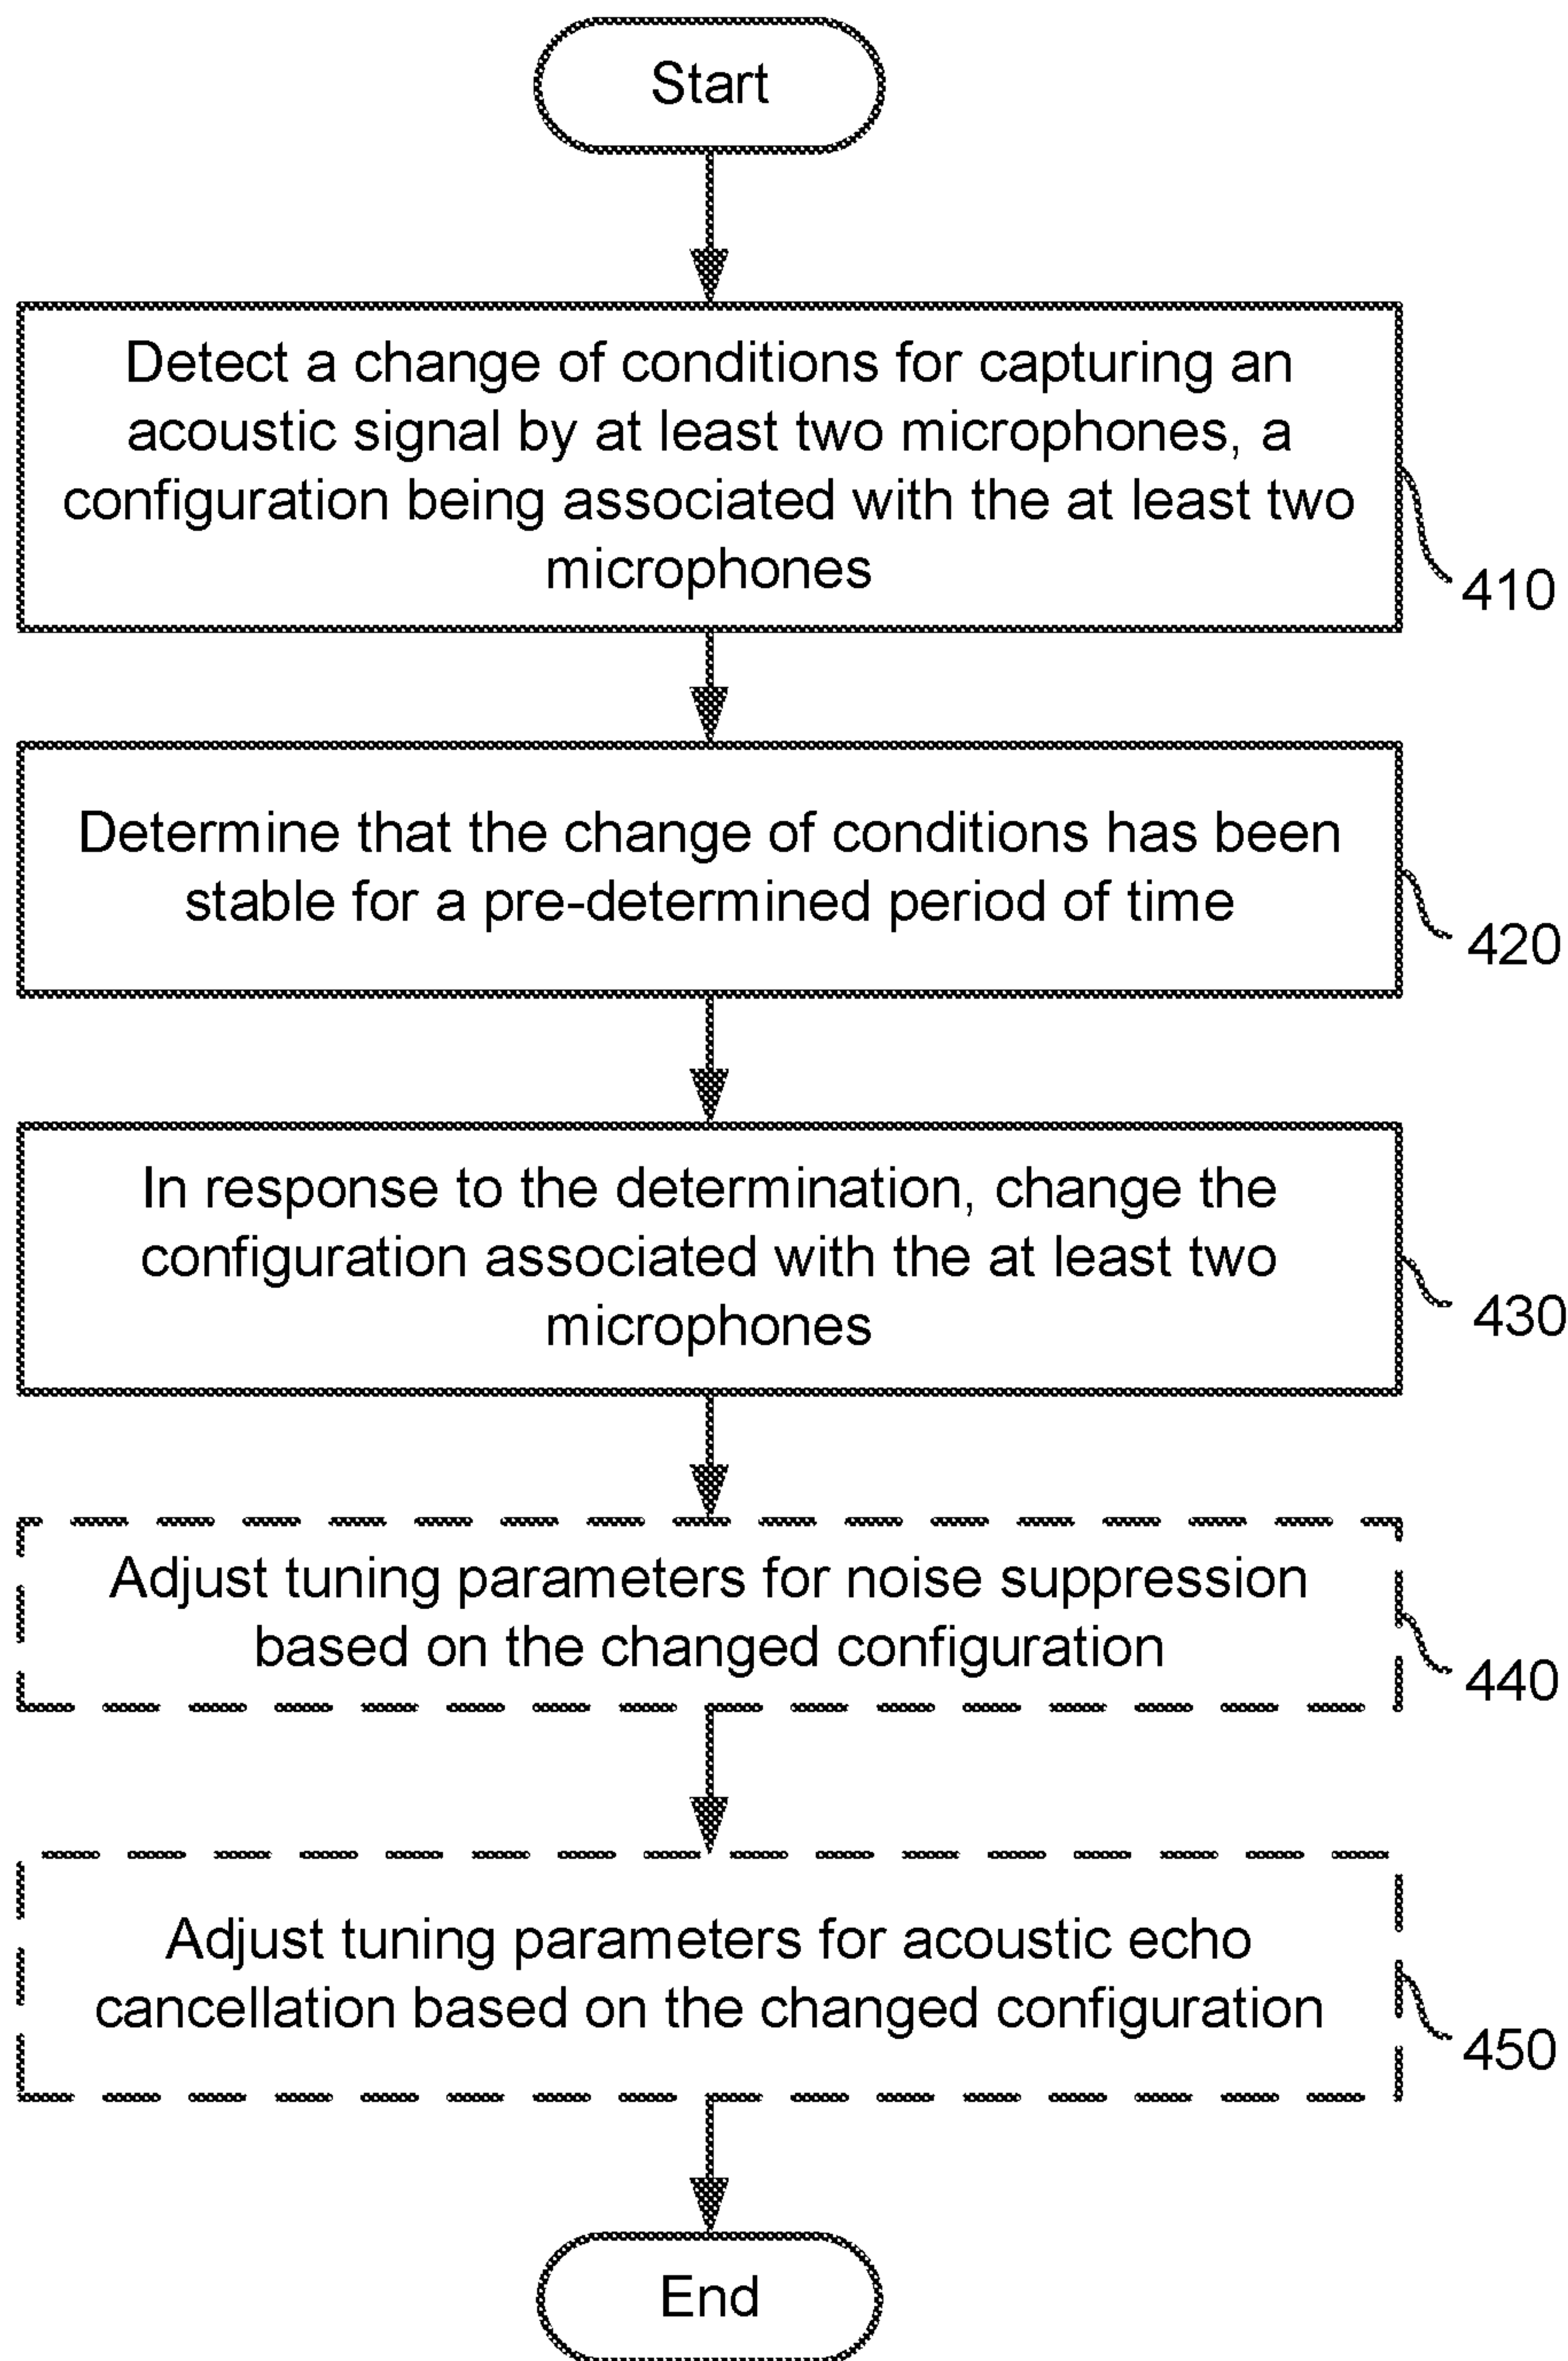 Start
Detect a change of conditions for capturing an
acoustic signal by at least two microphones, a
configuration being associated with the at least two
microphones
410
Determine that the change of conditions has been
stable for a pre-determined period of time
420
In response to the determination, change the
configuration associated with the at least two
microphones
430
Adjust tuning parameters for noise suppression
based on the changed configuration
440
Adjust tuning parameters for acoustic echo
cancellation based on the changed configuration
450
End